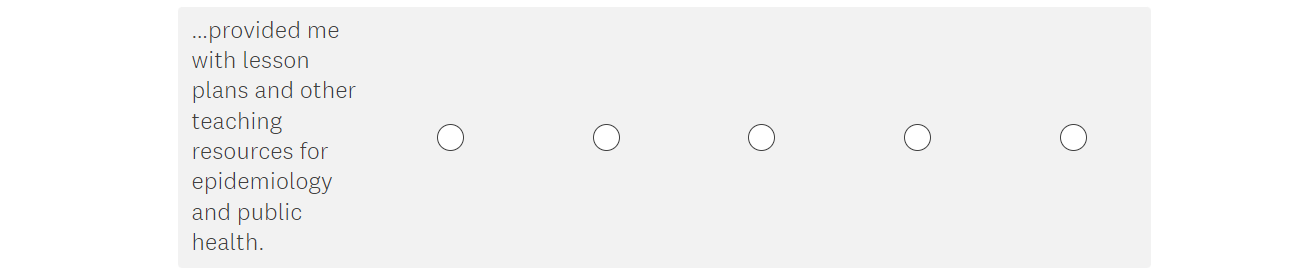 ...provided me
with lesson
plans and other
teaching
resources for
epidemiology
and public
health.